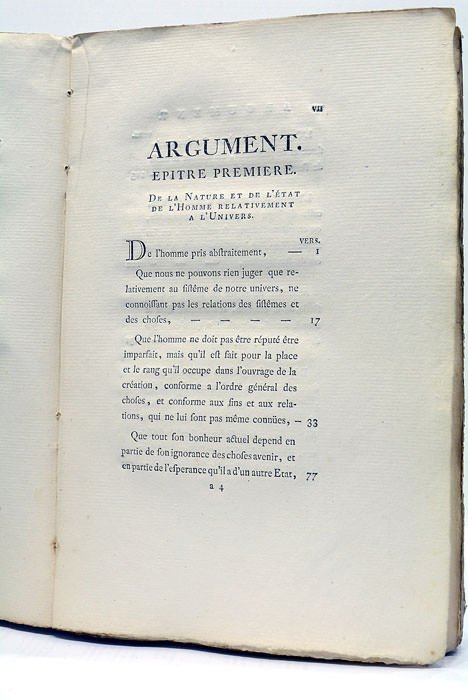 VII
ARGUMENT.
EPITRE PREMIERE.
De la Nature et de l'État
de l'Homme relativement
a l'Univers.
VERS.
De l'homme pris abſtraitement, — 1
Que nous ne pouvons rien juger que re-
lativement au ſiſtême de notre univers, ne
connoiſſant pas les relations des ſiſtêmes et
des choſes, — — — — 17
Que l'homme ne doit pas être réputé être
imparfait, mais qu'il eſt fait pour la place
et le rang qu'il occupe dans l'ouvrage de la
création, conforme a l'ordre général des
choſes, et conforme aux fins et aux rela-
tions, qui ne lui ſont pas même connües, — 33
Que tout ſon bonheur actuel depend en
partie de ſon ignorance des choſes avenir, et
en partie de l'eſperance qu'il a d'un autre Etat, 77
a 4